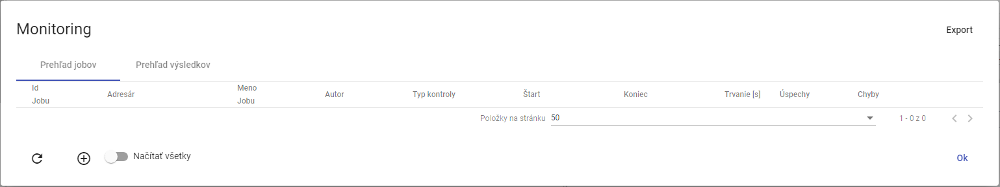 Monitoring
Export
Prehľad jobov
Prehľad výsledkov
Id Jobu
Adresár
Meno Jobu
Autor
Typ kontroly
Štart
Koniec
Trvanie [s]
Úspechy
Chyby
Položky na stránku 50
1 - 0 z 0
Načítať všetky
Ok